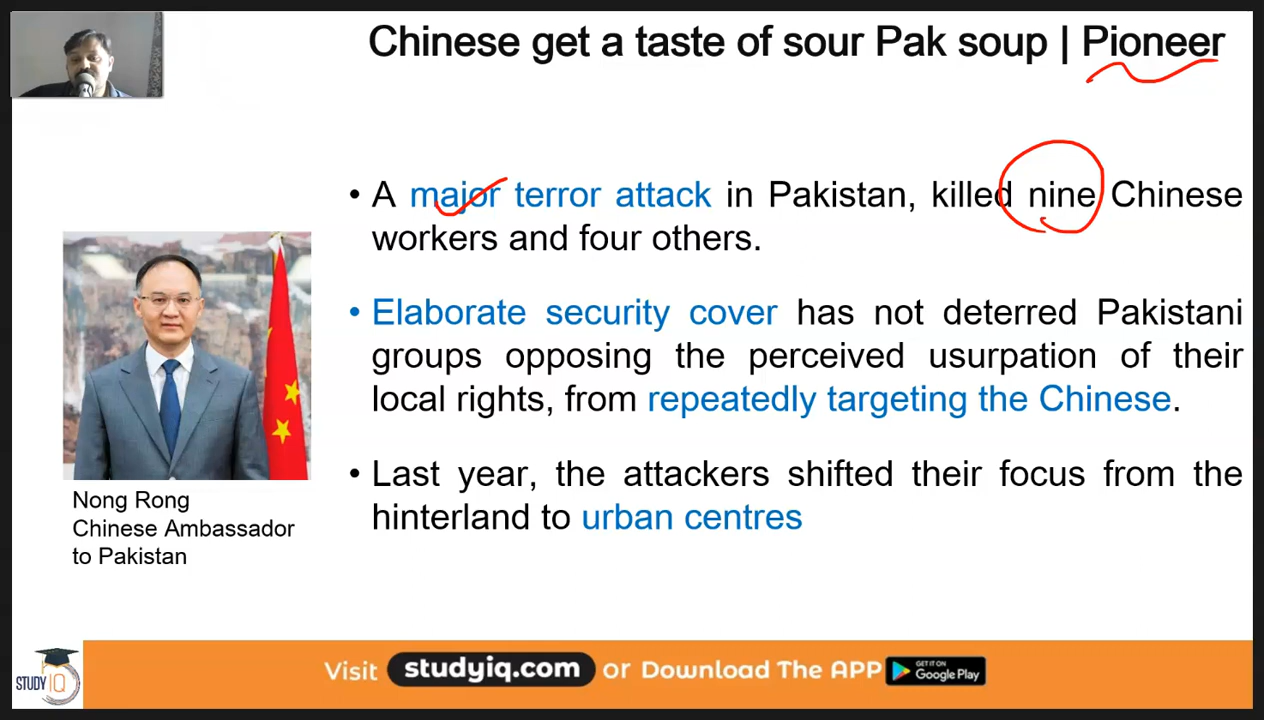 Chinese get a taste of sour Pak soup | Pioneer
• A major terror attack in Pakistan, killed nine Chinese
workers and four others.
• Elaborate security cover has not deterred Pakistani
groups opposing the perceived usurpation of their
local rights, from repeatedly targeting the Chinese.
• Last year, the attackers shifted their focus from the
hinterland to urban centres
Nong Rong
Chinese Ambassador
to Pakistan
STUDY IQ
Visit studyiq.com or Download The APP GET IT ON Google Play